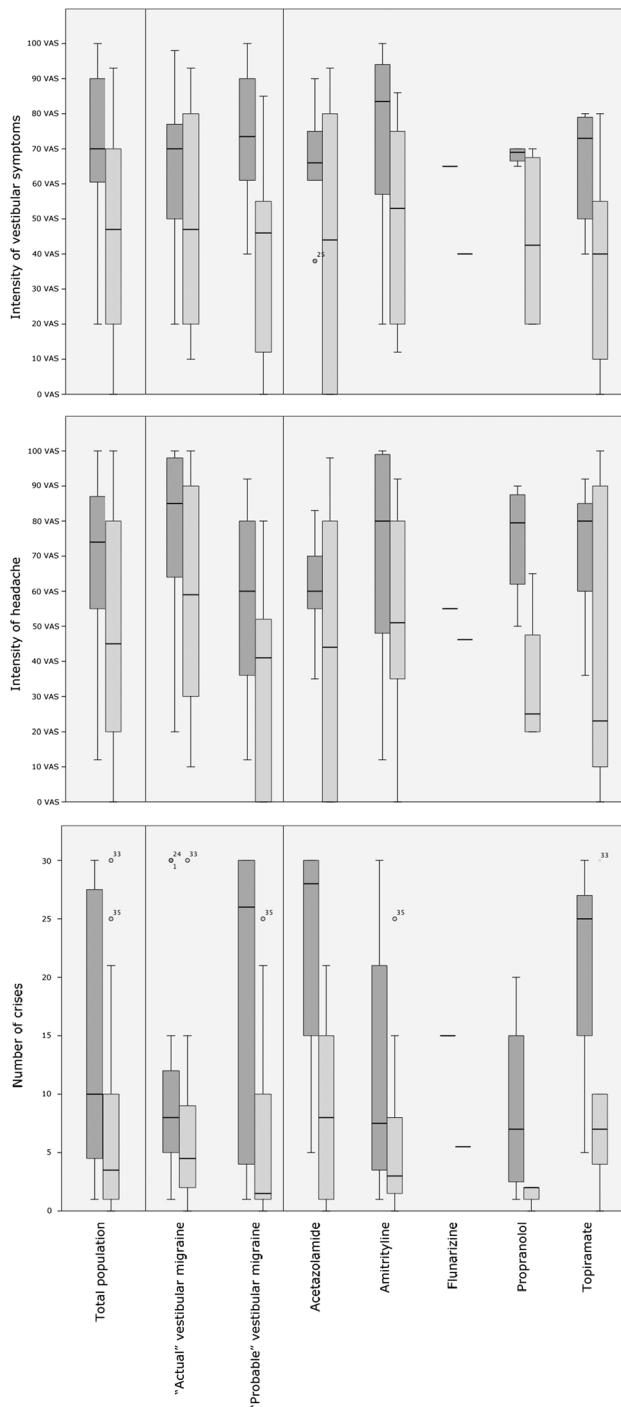 Intensity of vestibular symptoms
100 VAS
90 VAS
80 VAS
70 VAS
60 VAS
50 VAS
40 VAS
30 VAS
20 VAS
10 VAS
0 VAS
25
Intensity of headache
100 VAS
90 VAS
80 VAS
70 VAS
60 VAS
50 VAS
40 VAS
30 VAS
20 VAS
10 VAS
0 VAS
Number of crises
30
25
20
15
10
5
0
33
35
24
1
33
35
35
33
Total population
"Actual" vestibular migraine
"Probable" vestibular migraine
Acetazolamide
Amitrityline
Flunarizine
Propranolol
Topiramate